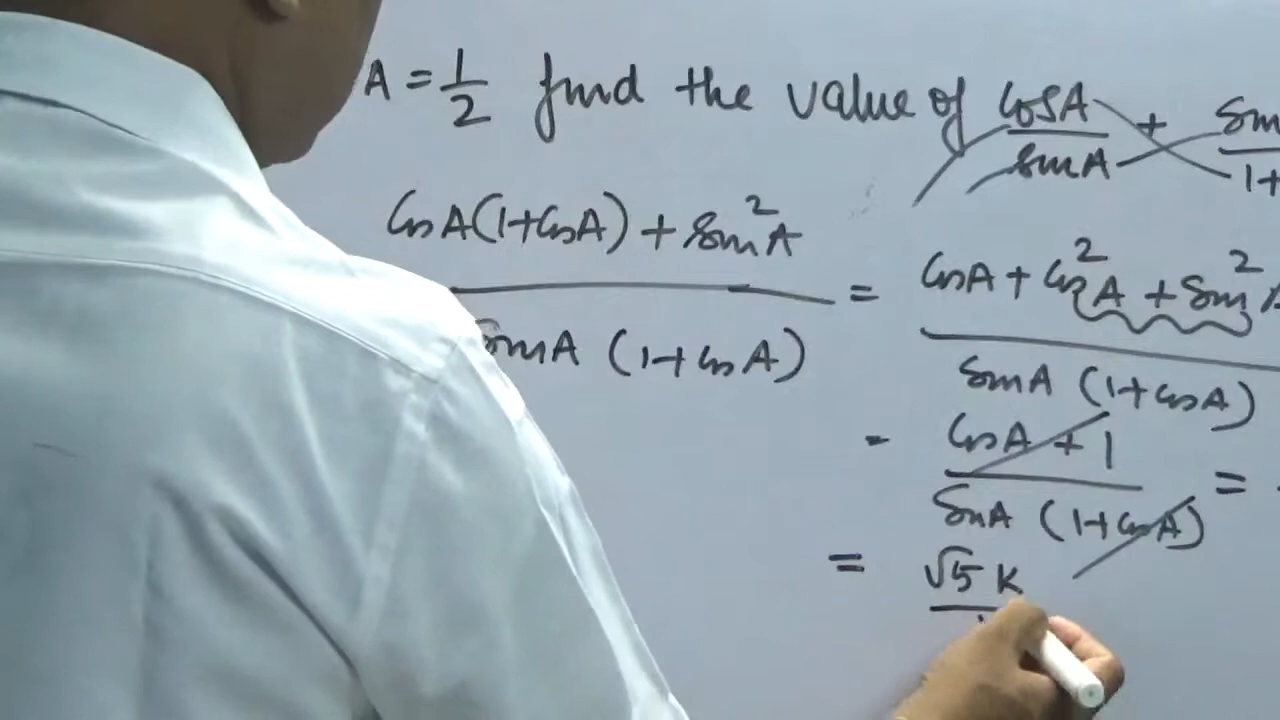 A = 1/2 find the value of CosA/SinA + Sin/1+
CosA(1+CosA) + Sin²A / SinA (1+CosA) = CosA + Cos²A + Sin²A / SinA (1+CosA)
= CosA + 1 / SinA (1+CosA) =
= √5 K